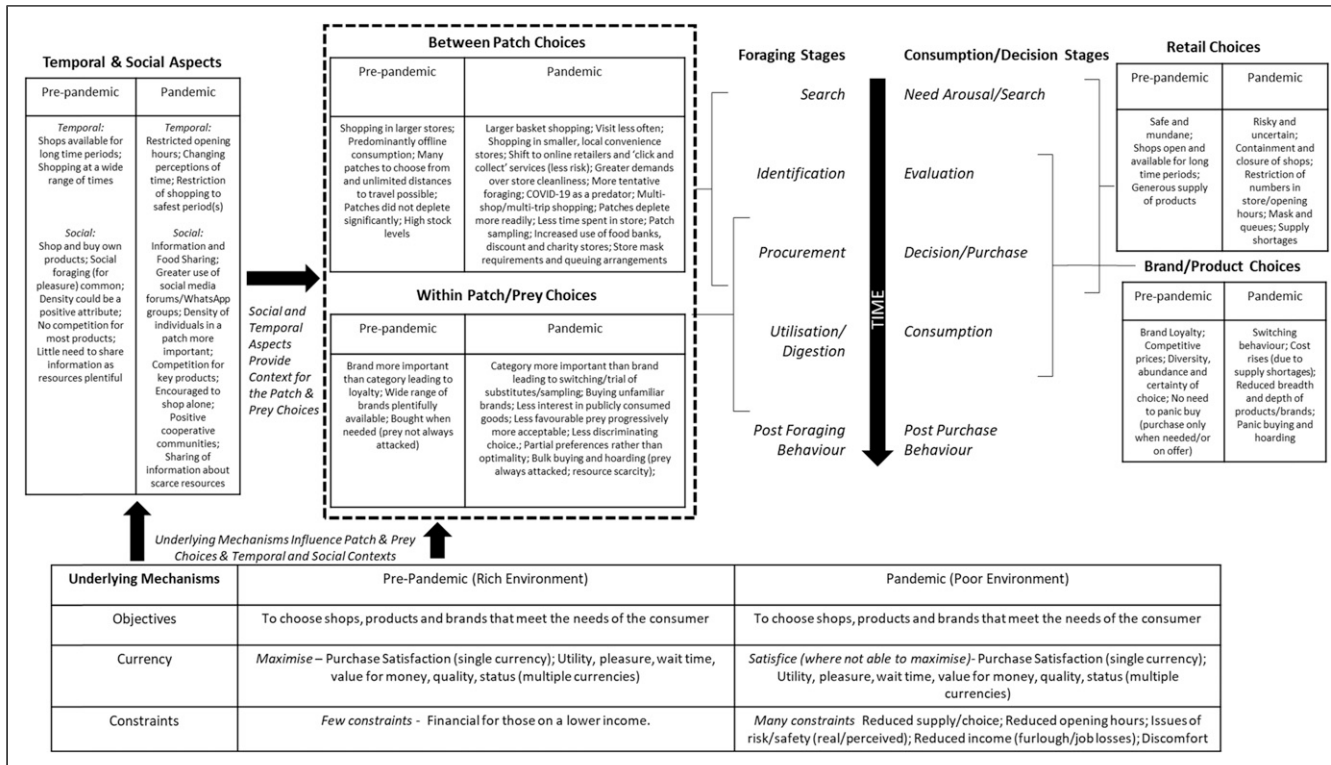 Temporal & Social Aspects
Pre-pandemic
Pandemic
Temporal:
Shops available for
long time periods;
Shopping at a wide
range of times
Social:
Shop and buy own
products; Social
foraging (for
pleasure) common;
Density could be a
positive attribute;
No competition for
most products;
Little need to share
information as
resources plentiful
Temporal:
Restricted opening
hours; Changing
perceptions of
time; Restriction
of shopping to
safest period(s)
Social:
Information and
Food Sharing;
Greater use of
social media
forums/WhatsApp
groups; Density of
individuals in a
patch more
important;
Competition for
key products;
Encouraged to
shop alone;
Positive
cooperative
communities;
Sharing of
information about
scarce resources
Social and
Temporal
Aspects
Provide
Context for
the Patch &
Prey Choices
Between Patch Choices
Pre-pandemic
Pandemic
Shopping in larger stores;
Predominantly offline
consumption; Many
patches to choose from
and unlimited distances
to travel possible;
Patches did not deplete
significantly; High stock
levels
Larger basket shopping; Visit less often;
Shopping in smaller, local convenience
stores; Shift to online retailers and ‘click and
collect’ services (less risk); Greater demands
over store cleanliness; More tentative
foraging; COVID-19 as a predator; Multi-
shop/multi-trip shopping; Patches deplete
more readily; Less time spent in store; Patch
sampling; Increased use of food banks,
discount and charity stores; Store mask
requirements and queuing arrangements
Within Patch/Prey Choices
Pre-pandemic
Pandemic
Brand more important
than category leading to
loyalty; Wide range of
brands plentifully
available; Bought when
needed (prey not always
attacked)
Category more important than brand
leading to switching/trial of
substitutes/sampling; Buying unfamiliar
brands; Less interest in publicly consumed
goods; Less favourable prey progressively
more acceptable; Less discriminating
choice.; Partial preferences rather than
optimality; Bulk buying and hoarding (prey
always attacked; resource scarcity);
Foraging Stages
Search
Identification
Procurement
Utilisation/
Digestion
Post Foraging
Behaviour
TIME
Consumption/Decision Stages
Need Arousal/Search
Evaluation
Decision/Purchase
Consumption
Post Purchase
Behaviour
Retail Choices
Pre-pandemic
Pandemic
Safe and
mundane;
Shops open and
available for long
time periods;
Generous supply
of products
Risky and
uncertain;
Containment and
closure of shops;
Restriction of
numbers in
store/opening
hours; Mask and
queues; Supply
shortages
Brand/Product Choices
Pre-pandemic
Pandemic
Brand Loyalty;
Competitive
prices; Diversity,
abundance and
certainty of
choice; No need
to panic buy
(purchase only
when needed/or
on offer)
Switching
behaviour; Cost
rises (due to
supply shortages);
Reduced breadth
and depth of
products/brands;
Panic buying and
hoarding
Underlying Mechanisms Influence Patch & Prey
Choices & Temporal and Social Contexts
Underlying Mechanisms
Pre-Pandemic (Rich Environment)
Pandemic (Poor Environment)
Objectives
To choose shops, products and brands that meet the needs of the consumer
To choose shops, products and brands that meet the needs of the consumer
Currency
Maximise – Purchase Satisfaction (single currency); Utility, pleasure, wait time,
value for money, quality, status (multiple currencies)
Satisfice (where not able to maximise)- Purchase Satisfaction (single currency);
Utility, pleasure, wait time, value for money, quality, status (multiple
currencies)
Constraints
Few constraints - Financial for those on a lower income.
Many constraints Reduced supply/choice; Reduced opening hours; Issues of
risk/safety (real/perceived); Reduced income (furlough/job losses); Discomfort